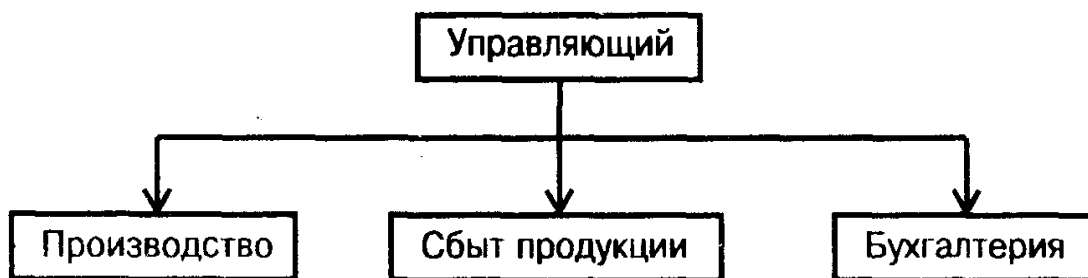 Управляющий
Производство
Сбыт продукции
Бухгалтерия